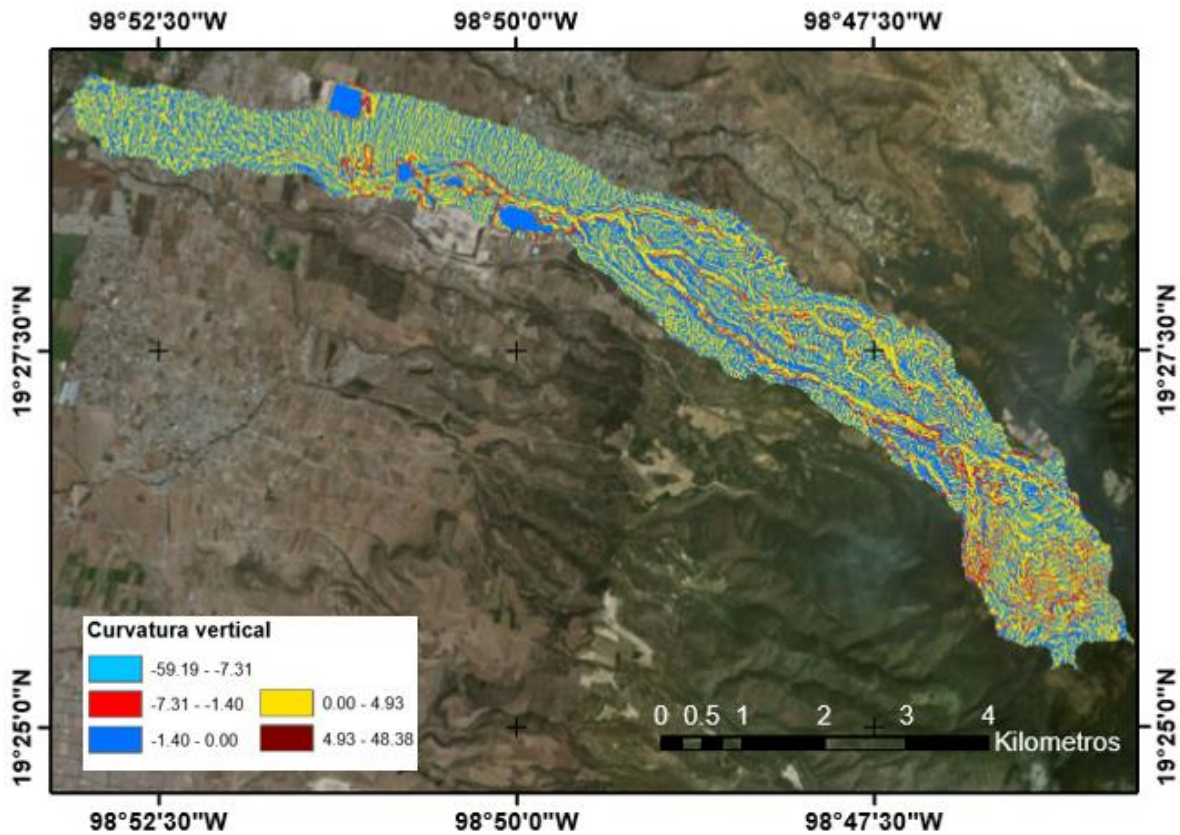 98°52'30"W 98°50'0"W 98°47'30"W
19°27'30"N
19°27'30"N
19°25'0"N
19°25'0"N
Curvatura vertical
-59.19 - -7.31
-7.31 - -1.40 0.00 - 4.93
-1.40 - 0.00 4.93 - 48.38
0 0.5 1 2 3 4
Kilometros
98°52'30"W 98°50'0"W 98°47'30"W